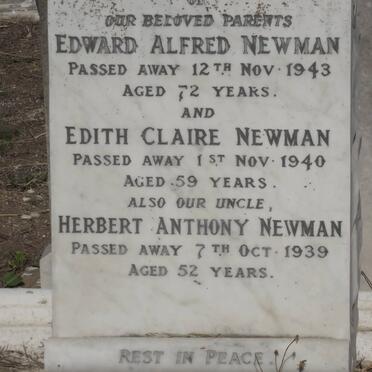 OF
OUR BELOVED PARENTS
EDWARD ALFRED NEWMAN
PASSED AWAY 12TH NOV. 1943
AGED 72 YEARS.
AND
EDITH CLAIRE NEWMAN
PASSED AWAY 1ST NOV. 1940
AGED 59 YEARS.
ALSO OUR UNCLE,
HERBERT ANTHONY NEWMAN
PASSED AWAY 7TH OCT. 1939
AGED 52 YEARS.
REST IN PEACE.